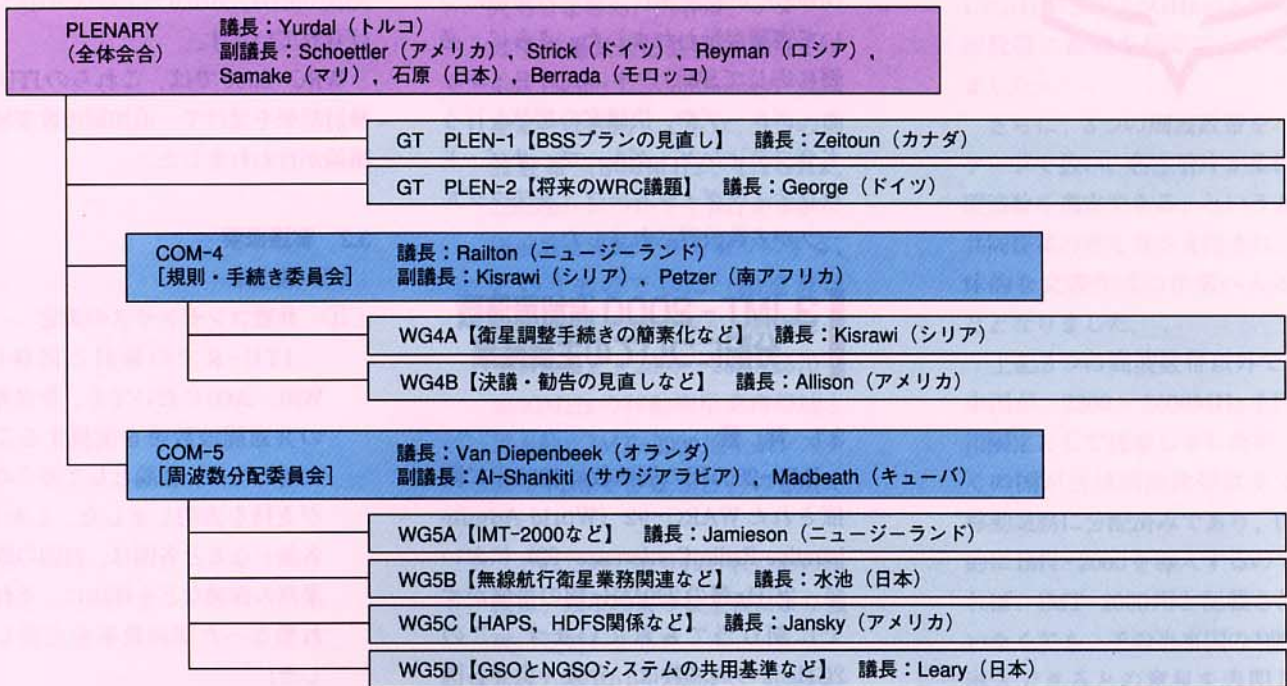 PLENARY
(全体会合)
議長:Yurdal(トルコ)
副議長:Schoettler(アメリカ),Strick(ドイツ),Reyman(ロシア),
Samake(マリ),石原(日本),Berrada(モロッコ)
GT PLEN-1【BSSプランの見直し】 議長:Zeitoun(カナダ)
GT PLEN-2【将来のWRC議題】 議長:George(ドイツ)
COM-4
[規則・手続き委員会]
議長:Railton(ニュージーランド)
副議長:Kisrawi(シリア),Petzer(南アフリカ)
WG4A【衛星調整手続きの簡素化など】 議長:Kisrawi(シリア)
WG4B【決議・勧告の見直しなど】 議長:Allison(アメリカ)
COM-5
[周波数分配委員会]
議長:Van Diepenbeek(オランダ)
副議長:Al-Shankiti(サウジアラビア),Macbeath(キューバ)
WG5A【IMT-2000など】 議長:Jamieson(ニュージーランド)
WG5B【無線航行衛星業務関連など】 議長:水池(日本)
WG5C【HAPS,HDFS関係など】 議長:Jansky(アメリカ)
WG5D【GSOとNGSOシステムの共用基準など】 議長:Leary(日本)